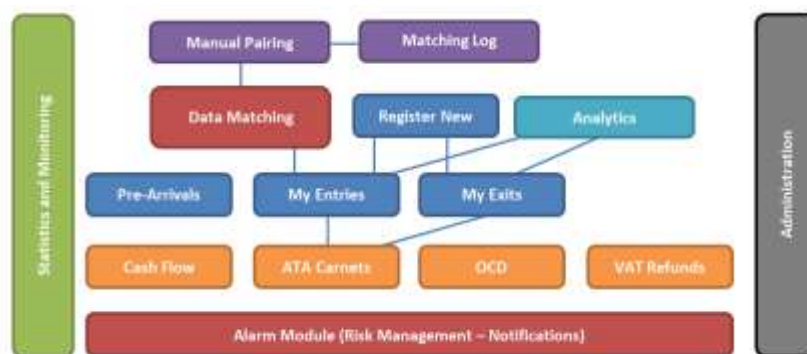 Statistics and Monitoring
Manual Pairing
Matching Log
Data Matching
Register New
Analytics
Pre-Arrivals
My Entries
My Exits
Cash Flow
ATA Carnets
OCD
VAT Refunds
Alarm Module (Risk Management – Notifications)
Administration